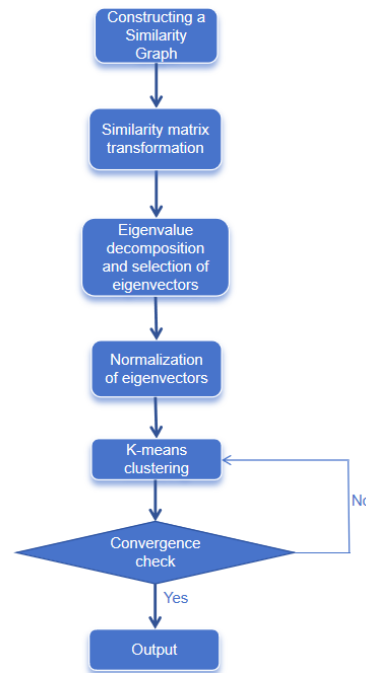 Constructing a
Similarity
Graph
Similarity matrix
transformation
Eigenvalue
decomposition
and selection of
eigenvectors
Normalization
of eigenvectors
K-means
clustering
Convergence
check
No
Yes
Output